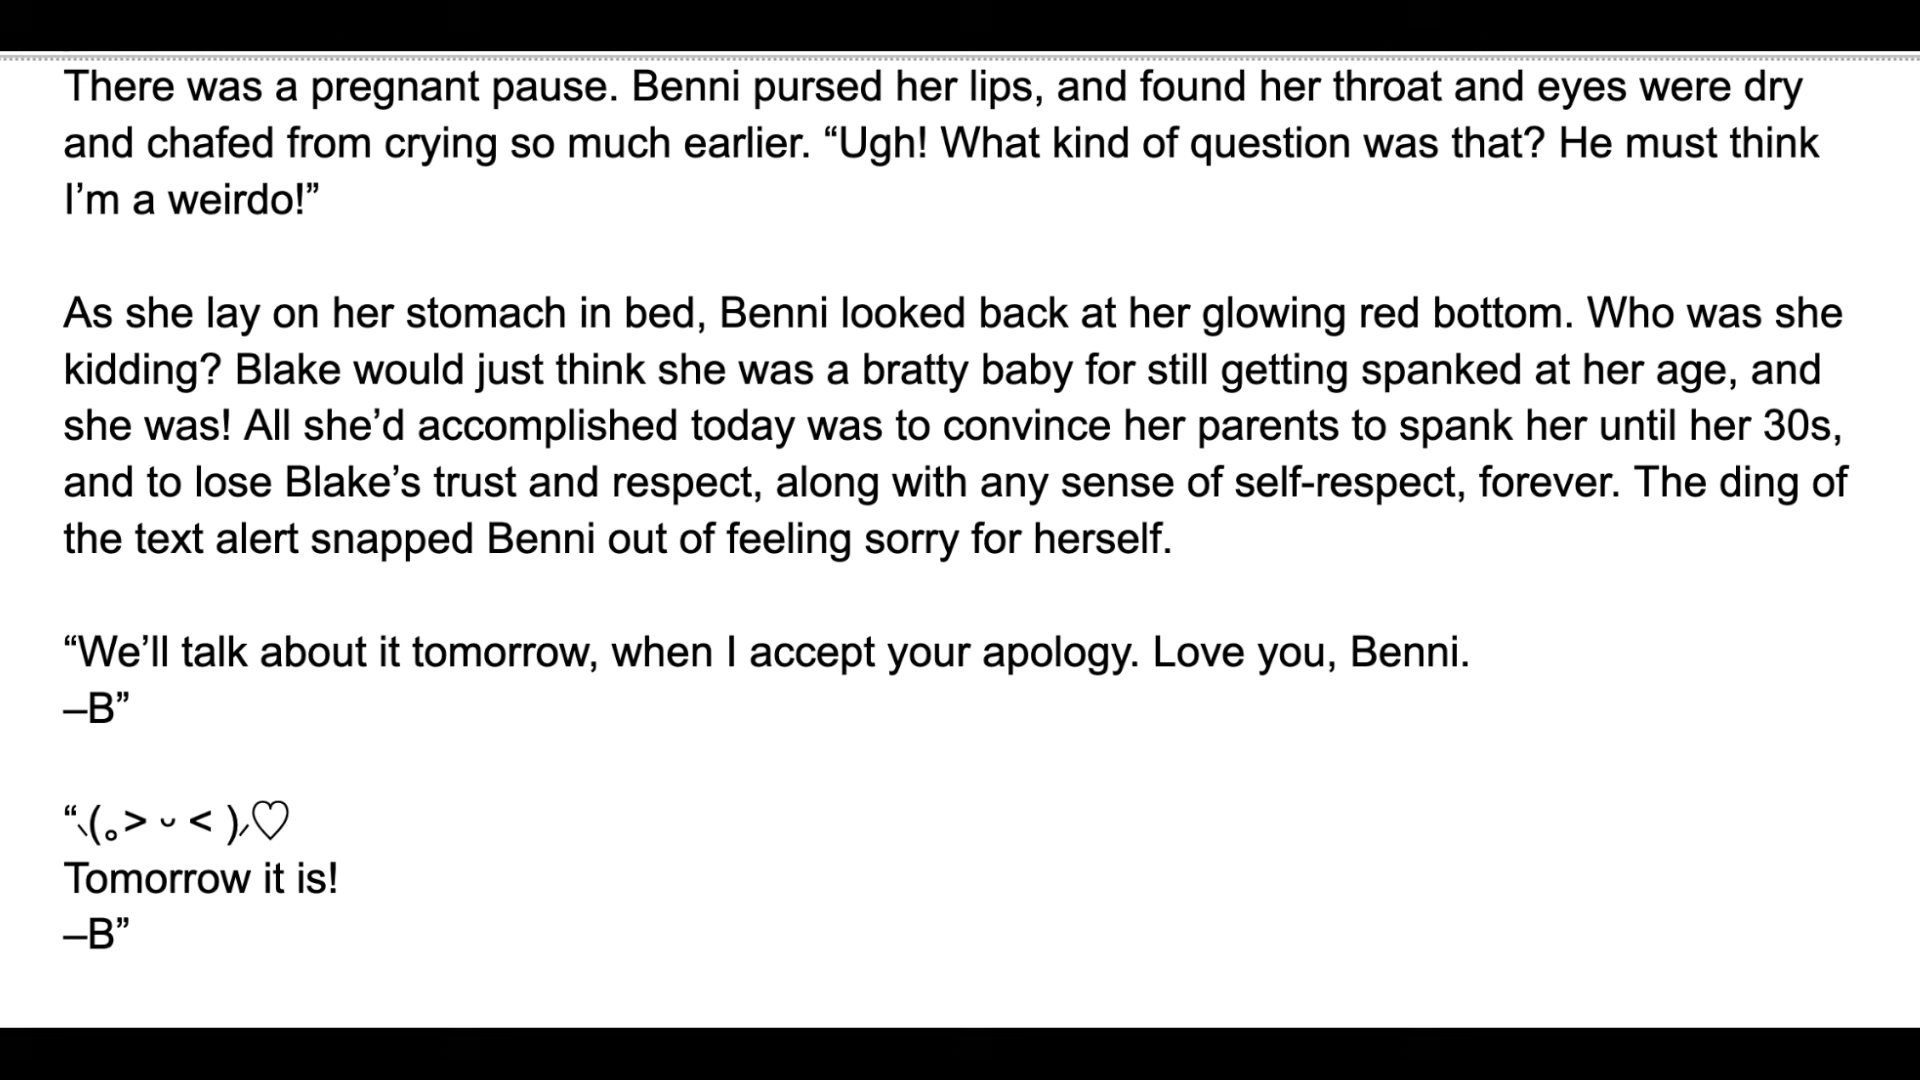 There was a pregnant pause. Benni pursed her lips, and found her throat and eyes were dry
and chafed from crying so much earlier. “Ugh! What kind of question was that? He must think
I’m a weirdo!”
As she lay on her stomach in bed, Benni looked back at her glowing red bottom. Who was she
kidding? Blake would just think she was a bratty baby for still getting spanked at her age, and
she was! All she’d accomplished today was to convince her parents to spank her until her 30s,
and to lose Blake’s trust and respect, along with any sense of self-respect, forever. The ding of
the text alert snapped Benni out of feeling sorry for herself.
“We’ll talk about it tomorrow, when I accept your apology. Love you, Benni.
–B”
“⸜(｡> ᵕ < )⸝♡
Tomorrow it is!
–B”